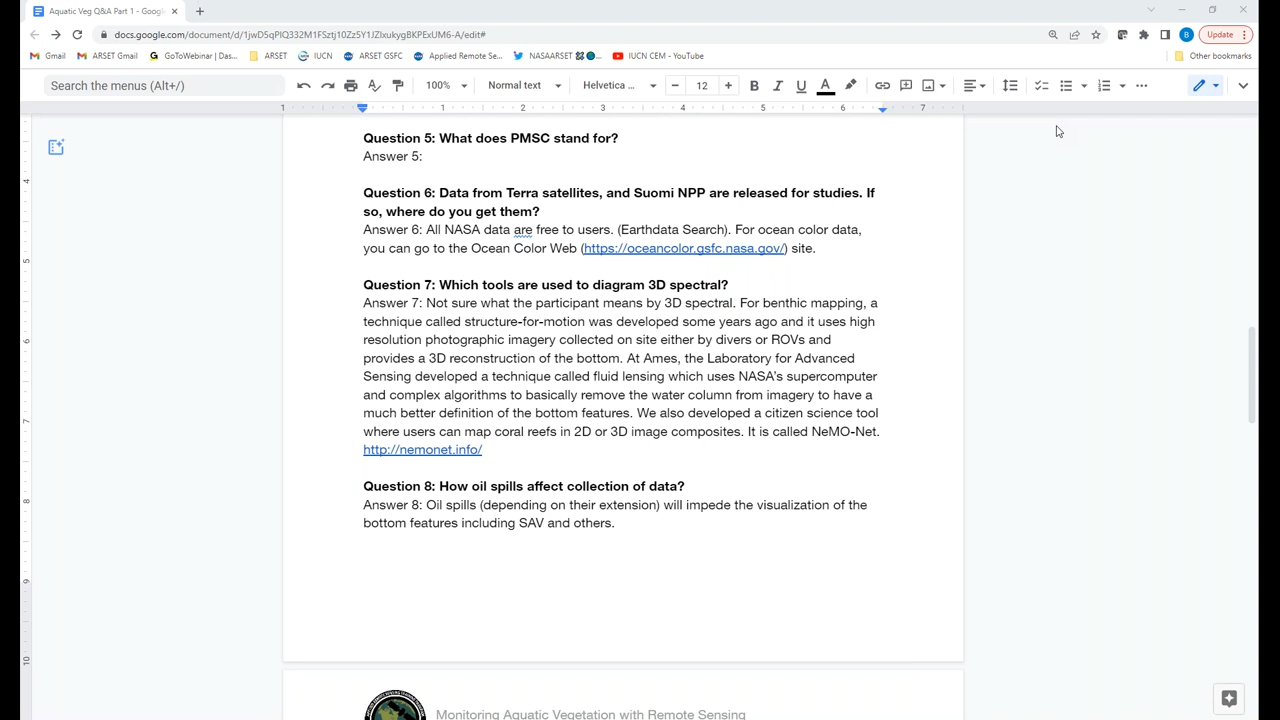 Aquatic Veg Q&A Part 1 - Google
docs.google.com/document/d/1jwD5qPIQ332M1FSztj10Zz5Y1JZIxukygBKPExUM6-A/edit#
Update
Gmail
ARSET Gmail
GoToWebinar | Das...
ARSET
IUCN
ARSET GSFC
Applied Remote Se...
NASAARSET
IUCN CEM - YouTube
Other bookmarks
Search the menus (Alt+/)
100%
Normal text
Helvetica ...
12
1 1 2 3 4 5 6 7
Question 5: What does PMSC stand for?
Answer 5:
Question 6: Data from Terra satellites, and Suomi NPP are released for studies. If
so, where do you get them?
Answer 6: All NASA data are free to users. (Earthdata Search). For ocean color data,
you can go to the Ocean Color Web (https://oceancolor.gsfc.nasa.gov/) site.
Question 7: Which tools are used to diagram 3D spectral?
Answer 7: Not sure what the participant means by 3D spectral. For benthic mapping, a
technique called structure-for-motion was developed some years ago and it uses high
resolution photographic imagery collected on site either by divers or ROVs and
provides a 3D reconstruction of the bottom. At Ames, the Laboratory for Advanced
Sensing developed a technique called fluid lensing which uses NASA's supercomputer
and complex algorithms to basically remove the water column from imagery to have a
much better definition of the bottom features. We also developed a citizen science tool
where users can map coral reefs in 2D or 3D image composites. It is called NeMO-Net.
http://nemonet.info/
Question 8: How oil spills affect collection of data?
Answer 8: Oil spills (depending on their extension) will impede the visualization of the
bottom features including SAV and others.
Monitoring Aquatic Vegetation with Remote Sensing